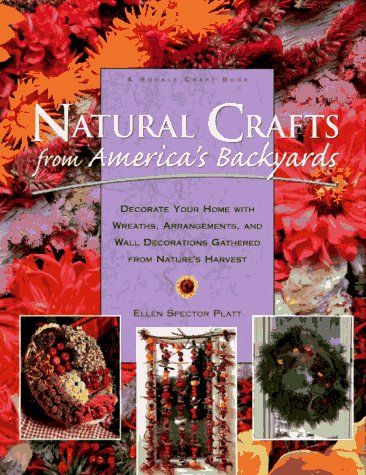 A RODALE CRAFT BOOK
NATURAL CRAFTS
from America's Backyards
DECORATE YOUR HOME WITH
WREATHS, ARRANGEMENTS, AND
WALL DECORATIONS GATHERED
FROM NATURE'S HARVEST
ELLEN SPECTOR PLATT